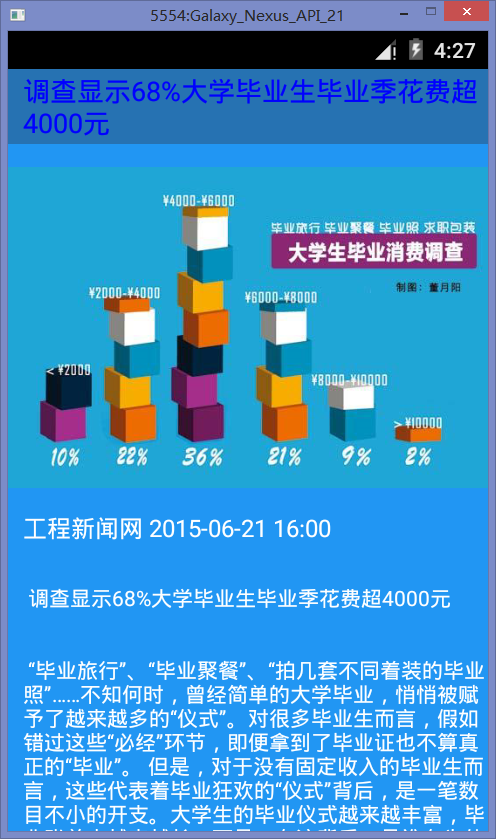 5554:Galaxy_Nexus_API_21
4:27
调查显示68%大学毕业生毕业季花费超
4000元
¥4000-¥6000
毕业旅行 毕业聚餐 毕业照 求职包装
大学生毕业消费调查
制图：董月阳
¥2000-¥4000
¥6000-¥8000
<¥2000
¥8000-¥10000
>¥10000
10% 22% 36% 21% 9% 2%
工程新闻网 2015-06-21 16:00
调查显示68%大学毕业生毕业季花费超4000元
“毕业旅行”、“毕业聚餐”、“拍几套不同着装的毕业
照”……不知何时，曾经简单的大学毕业，悄悄被赋
予了越来越多的“仪式”。对很多毕业生而言，假如
错过这些“必经”环节，即便拿到了毕业证也不算真
正的“毕业”。 但是，对于没有固定收入的毕业生而
言，这些代表着毕业狂欢的“仪式”背后，是一笔数
目不小的开支。大学生的毕业仪式越来越丰富，毕